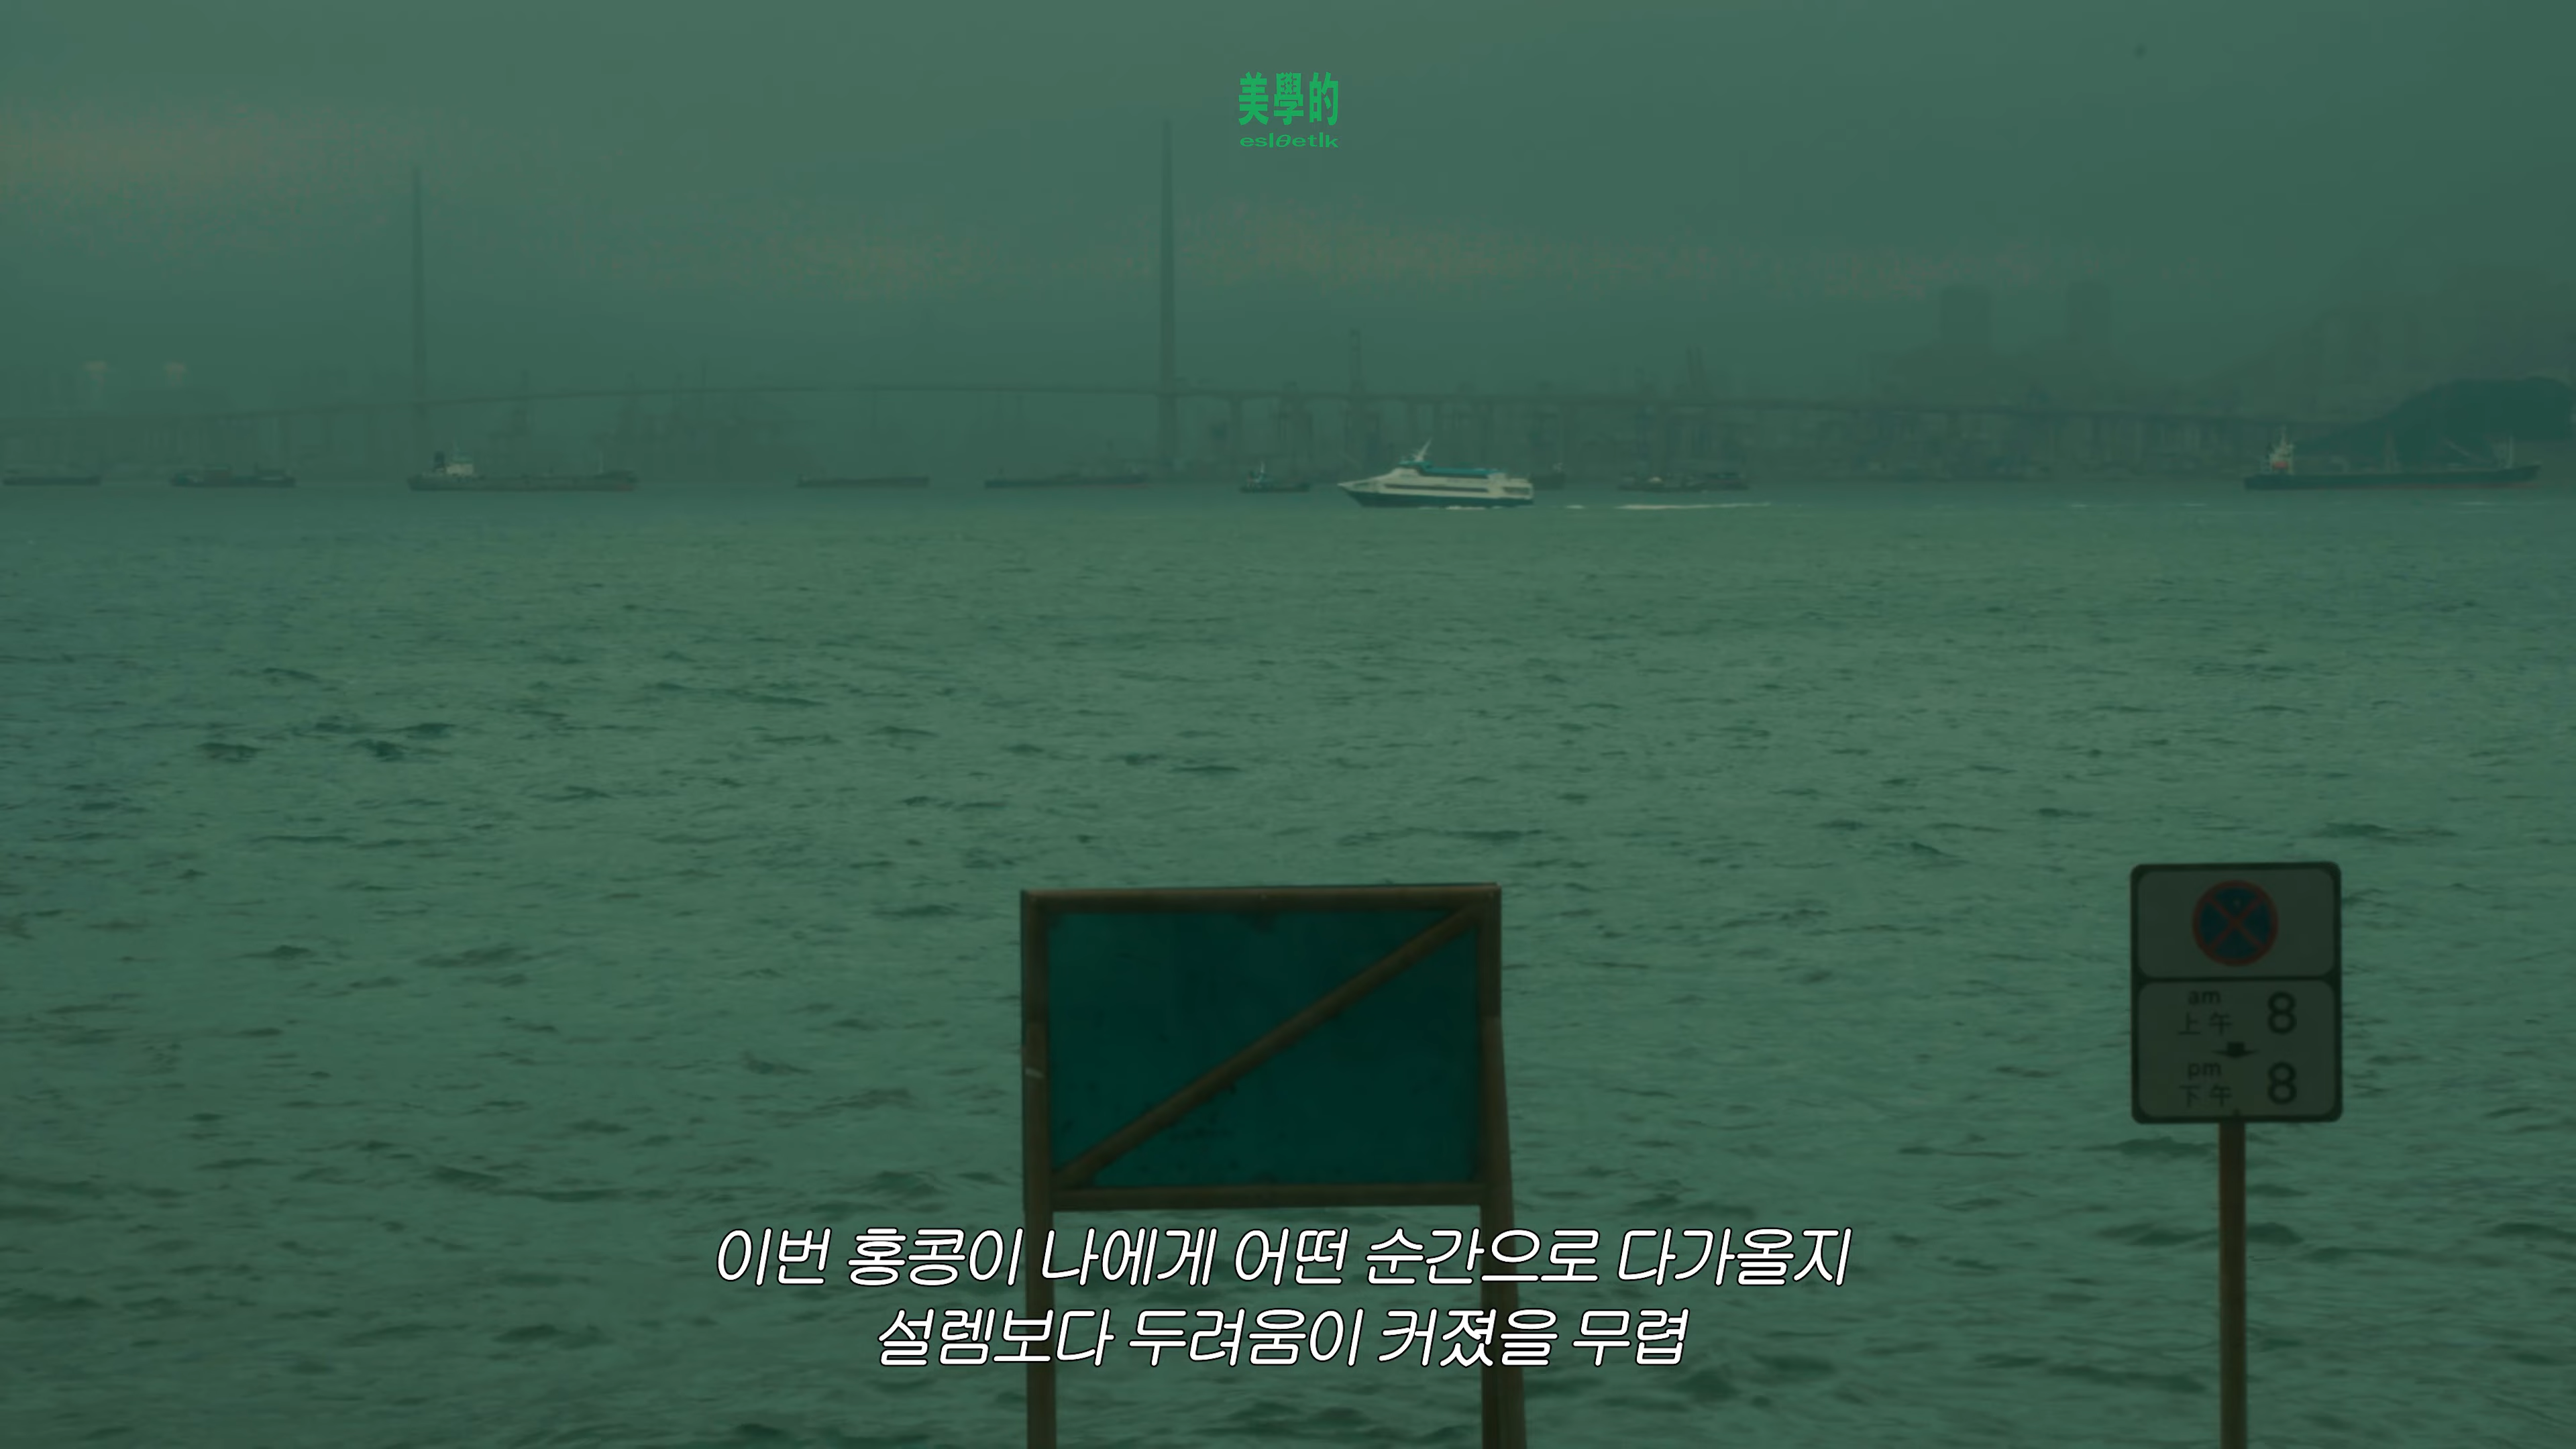 美學的
esθetik
이번 홍콩이 나에게 어떤 순간으로 다가올지
설렘보다 두려움이 커졌을 무렵
am
上午 8
pm
下午 8